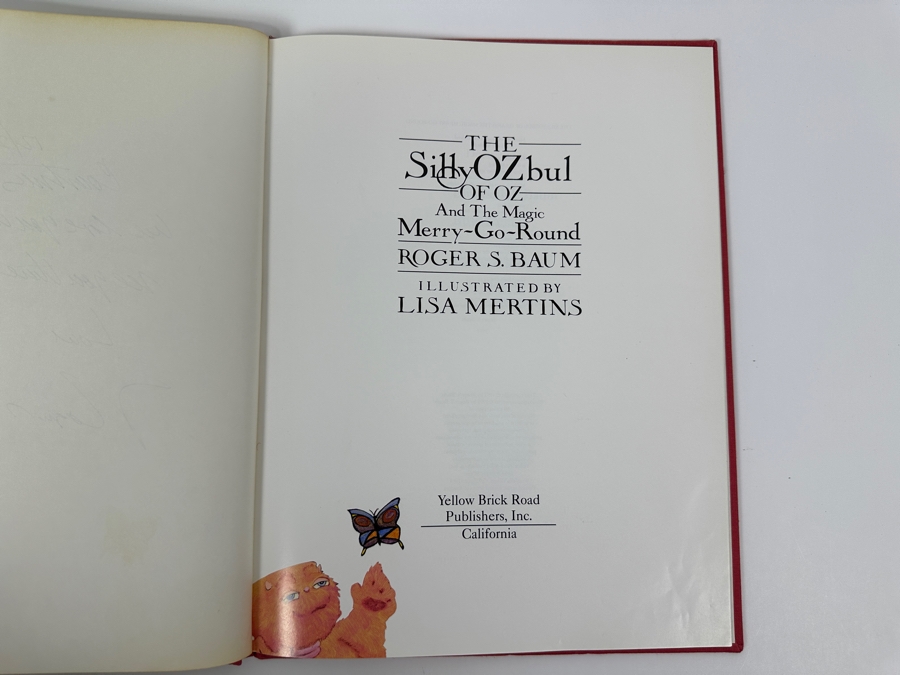 THE
SillyOZbul
OF OZ
And The Magic
Merry-Go-Round
ROGER S. BAUM
ILLUSTRATED BY
LISA MERTINS
Yellow Brick Road
Publishers, Inc.
California